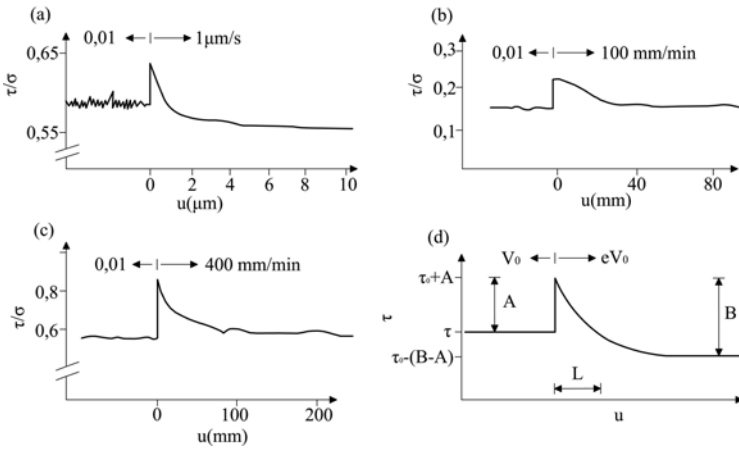 (a)
0,01 1μm/s
0,65
τ/σ
0,55
0 2 4 6 8 10
u(μm)
(b)
0,01 100 mm/min
0,3
τ/σ
0,2
0,1
0 40 80
u(mm)
(c)
0,01 400 mm/min
τ/σ
0,8
0,6
0 100 200
u(mm)
(d)
V₀ eV₀
τ₀+A
A B
τ
τ
τ₀-(B-A)
L
u